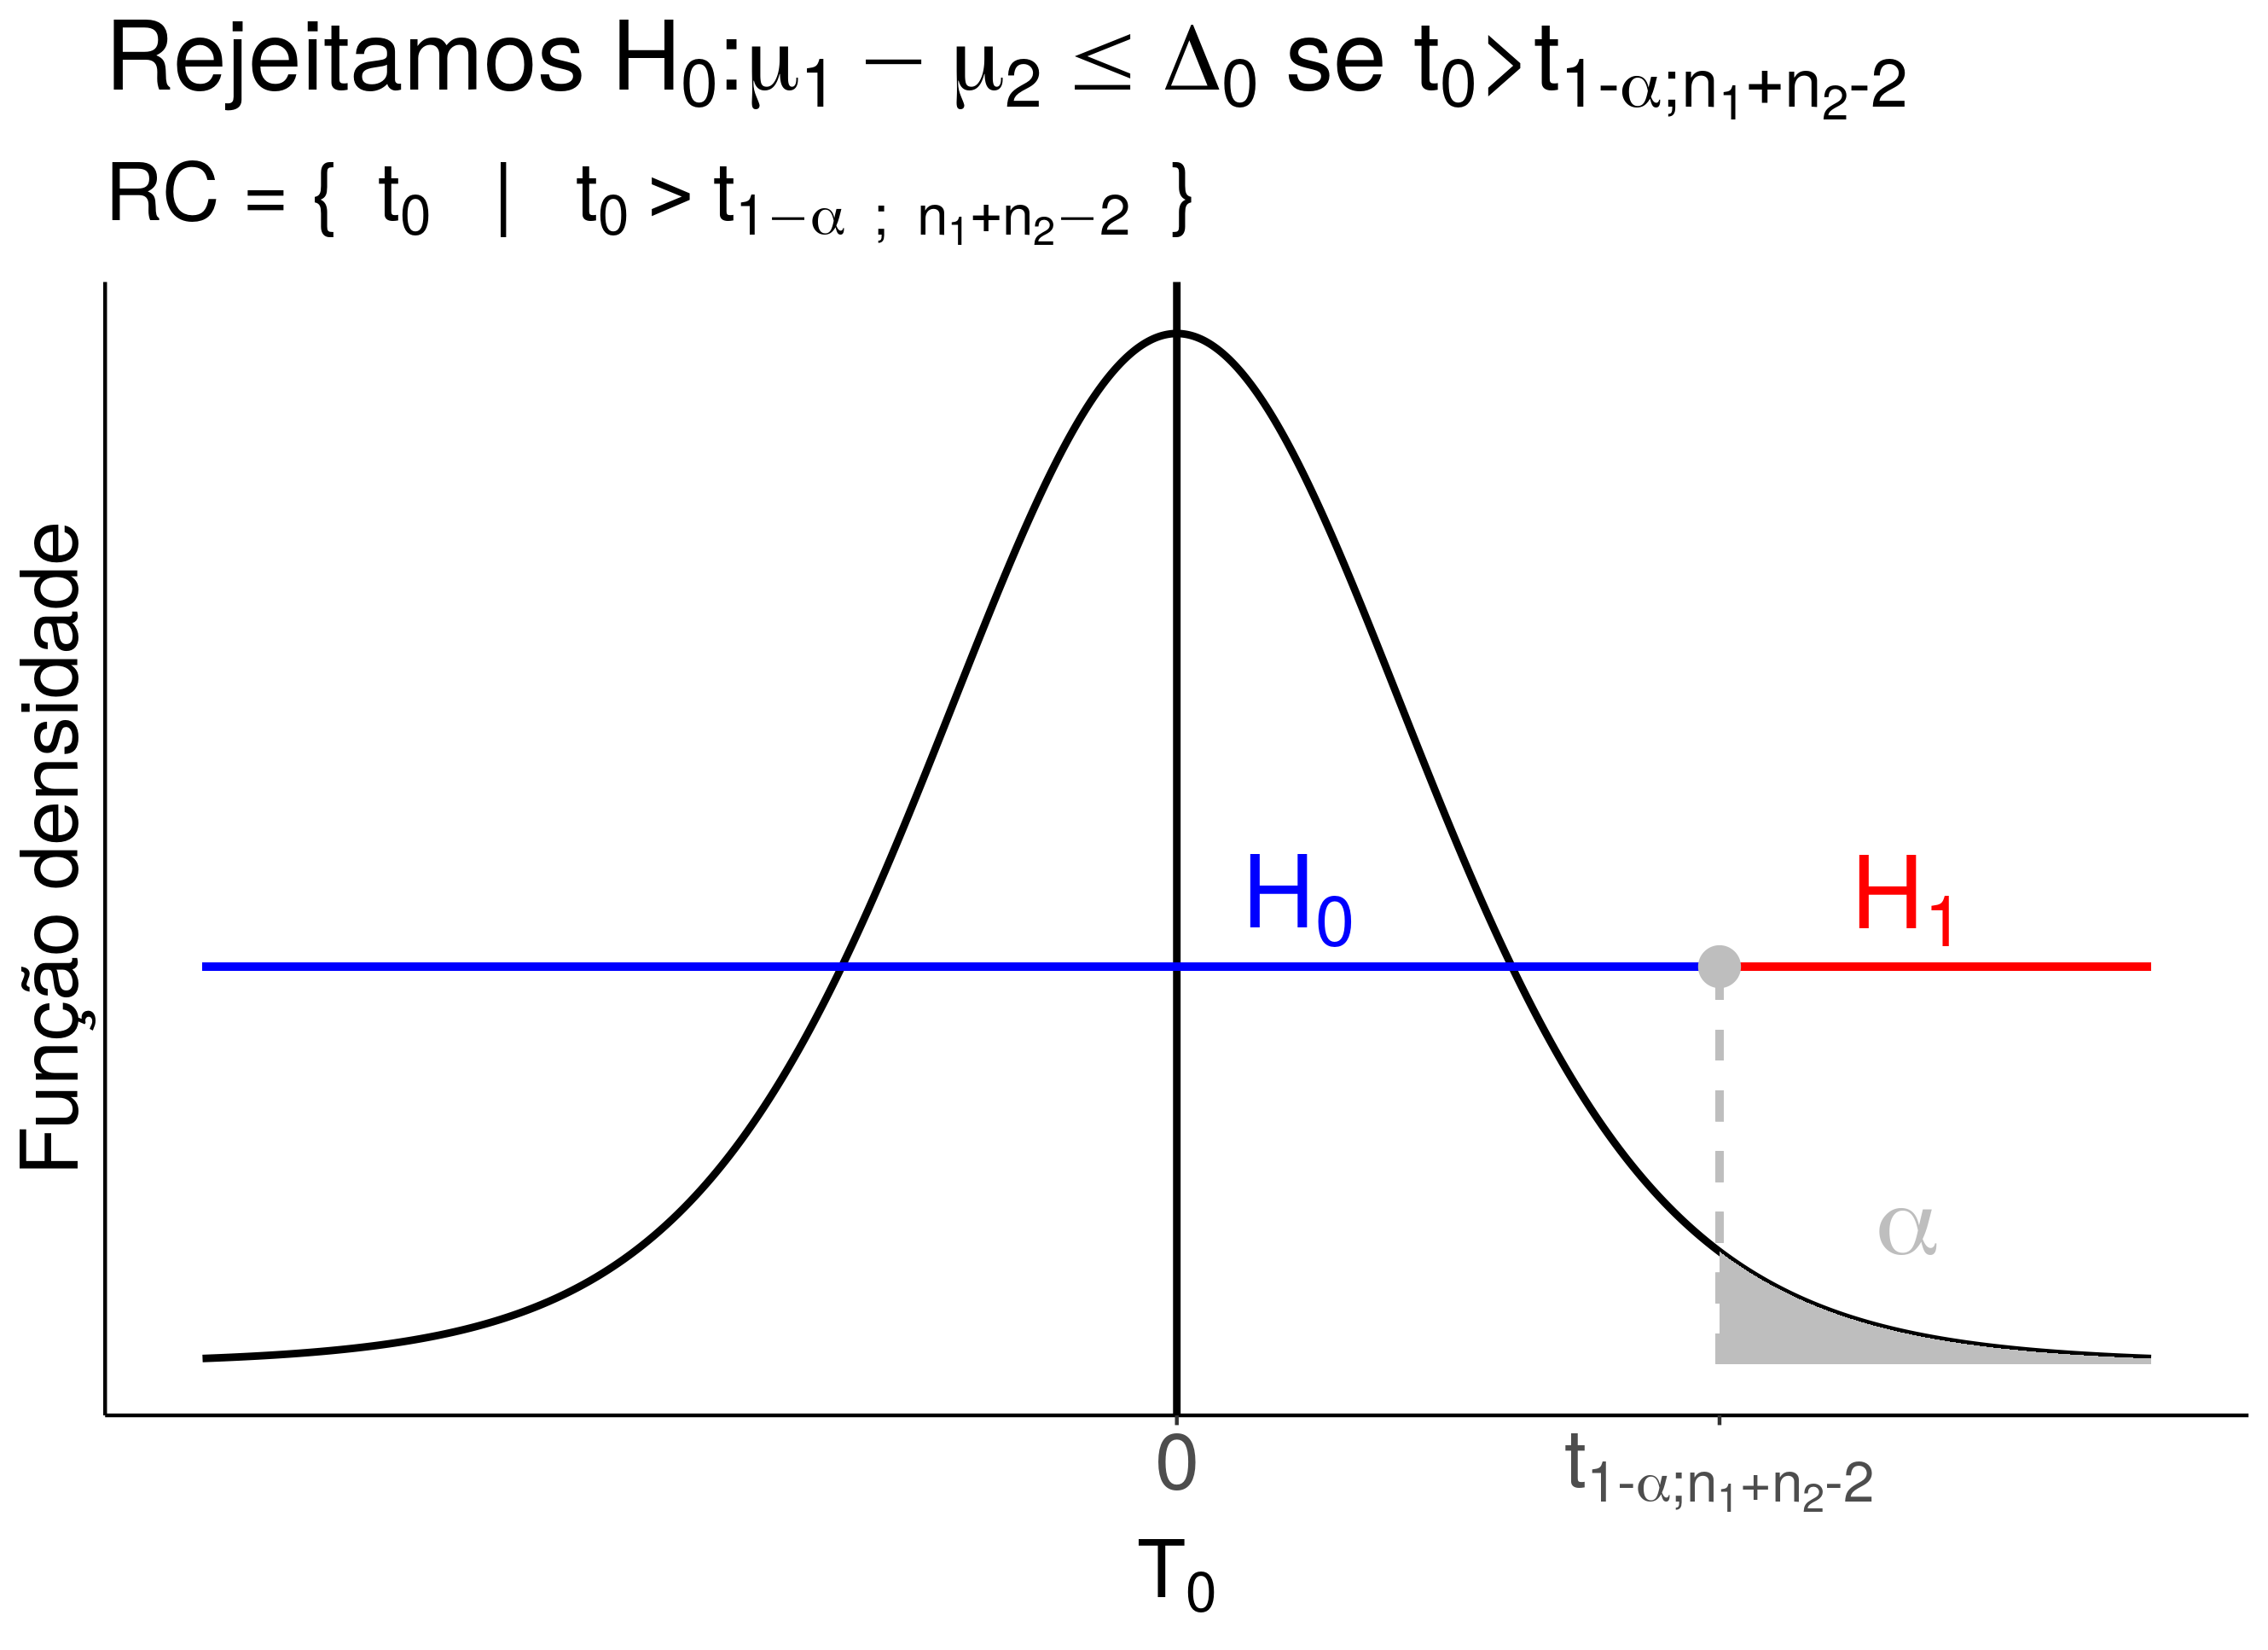 Rejeitamos H₀:μ₁ − μ₂ ≤ Δ₀ se t₀>t₁₋α;n₁+n₂-2
RC = { t₀ | t₀ > t₁₋α ; n₁+n₂−2 }
Função densidade
H₀
H₁
α
0
t₁₋α;n₁+n₂-2
T₀